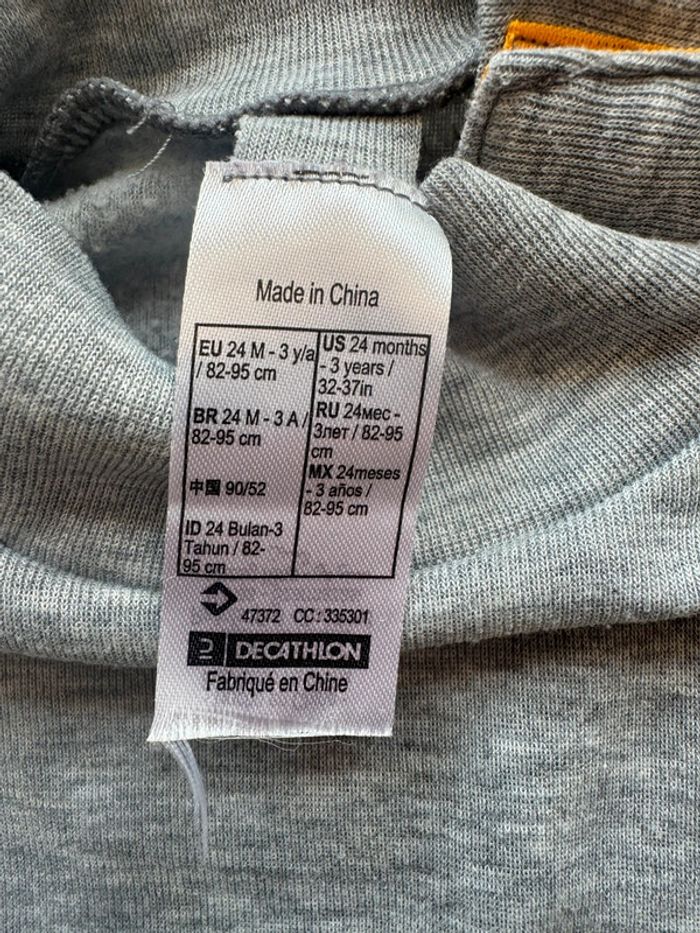 Made in China
EU 24 M - 3 y/a
/ 82-95 cm
BR 24 M - 3 A /
82-95 cm
中国 90/52
ID 24 Bulan-3
Tahun / 82-
95 cm
US 24 months
- 3 years /
32-37in
RU 24мес -
3лет / 82-95
cm
MX 24meses
- 3 años /
82-95 cm
47372 CC: 335301
DECATHLON
Fabriqué en Chine